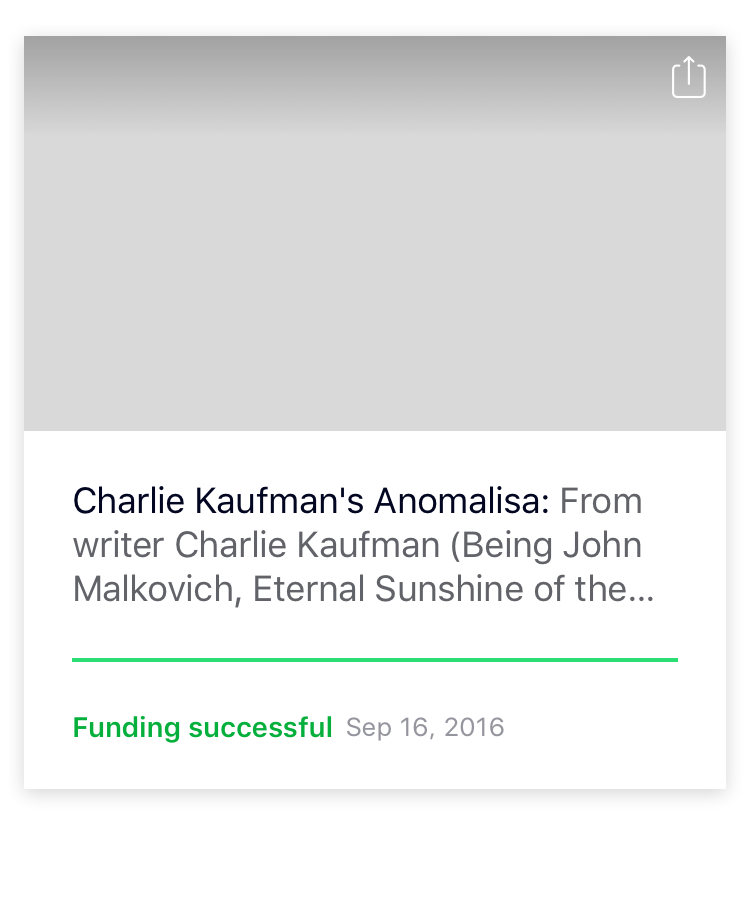 Charlie Kaufman's Anomalisa: From
writer Charlie Kaufman (Being John
Malkovich, Eternal Sunshine of the...
Funding successful Sep 16, 2016